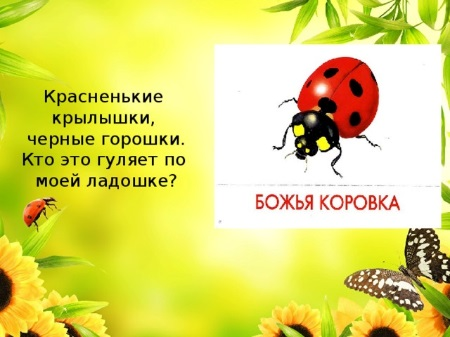 Красненькие
крылышки,
черные горошки.
Кто это гуляет по
моей ладошке?
БОЖЬЯ КОРОВКА